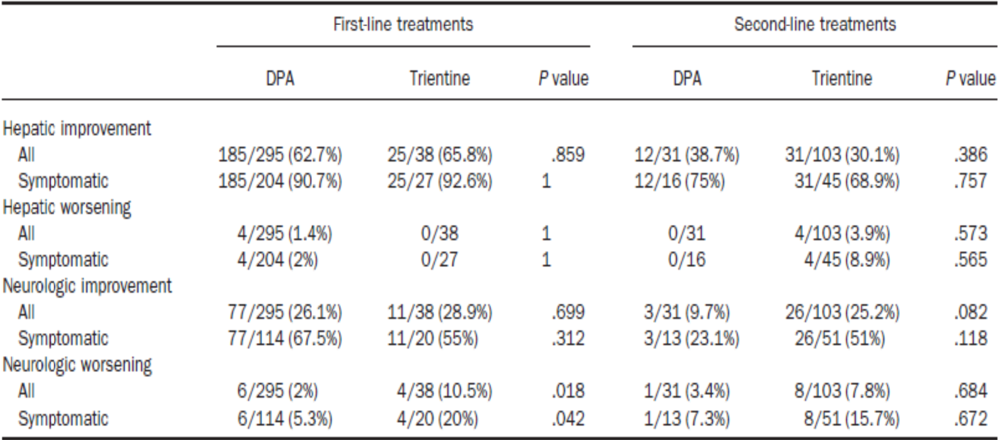 First-line treatments Second-line treatments
DPA Trientine P value DPA Trientine P value
Hepatic improvement
All 185/295 (62.7%) 25/38 (65.8%) .859 12/31 (38.7%) 31/103 (30.1%) .386
Symptomatic 185/204 (90.7%) 25/27 (92.6%) 1 12/16 (75%) 31/45 (68.9%) .757
Hepatic worsening
All 4/295 (1.4%) 0/38 1 0/31 4/103 (3.9%) .573
Symptomatic 4/204 (2%) 0/27 1 0/16 4/45 (8.9%) .565
Neurologic improvement
All 77/295 (26.1%) 11/38 (28.9%) .699 3/31 (9.7%) 26/103 (25.2%) .082
Symptomatic 77/114 (67.5%) 11/20 (55%) .312 3/13 (23.1%) 26/51 (51%) .118
Neurologic worsening
All 6/295 (2%) 4/38 (10.5%) .018 1/31 (3.4%) 8/103 (7.8%) .684
Symptomatic 6/114 (5.3%) 4/20 (20%) .042 1/13 (7.3%) 8/51 (15.7%) .672